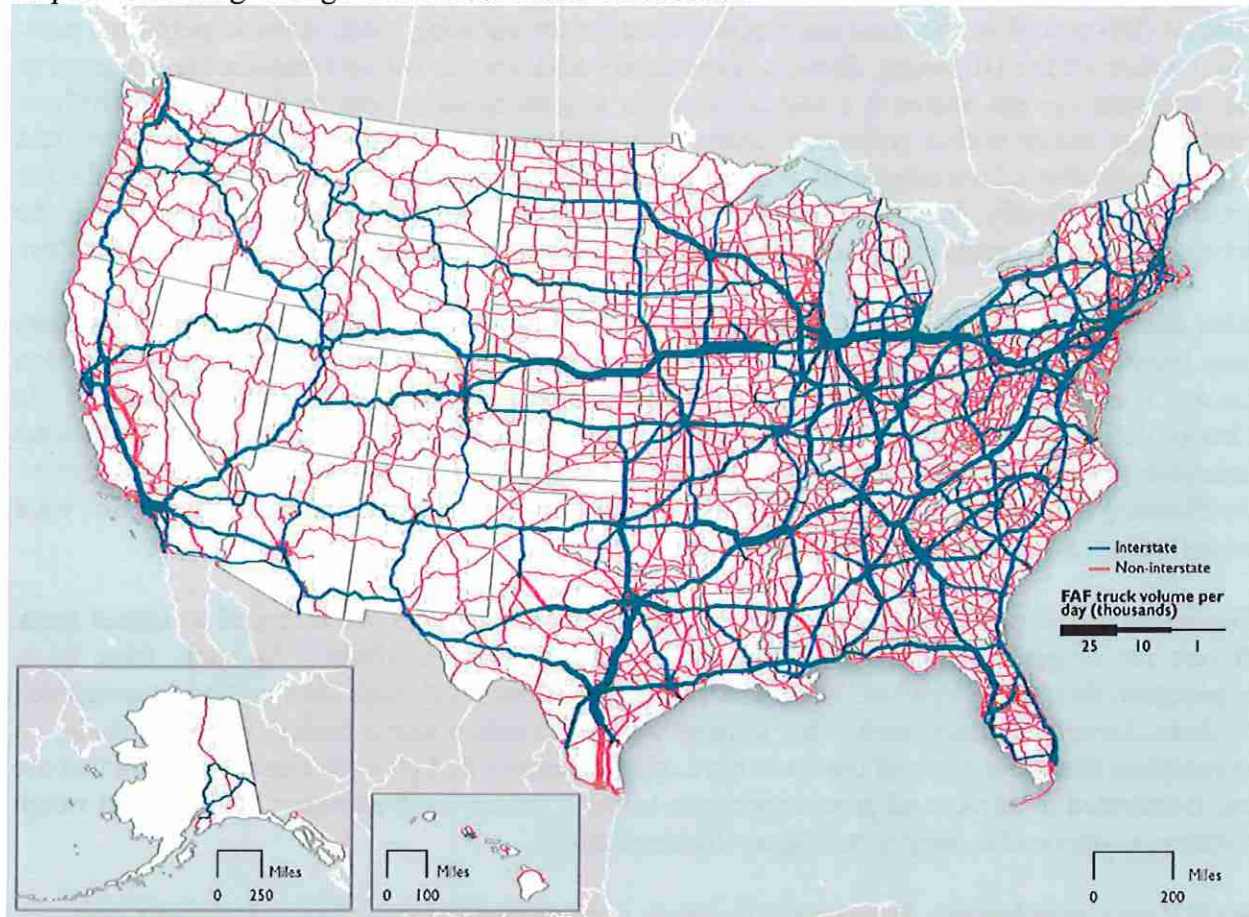 Interstate
Non-interstate
FAF truck volume per
day (thousands)
25 10 1
Miles
0 250
Miles
0 100
Miles
0 200